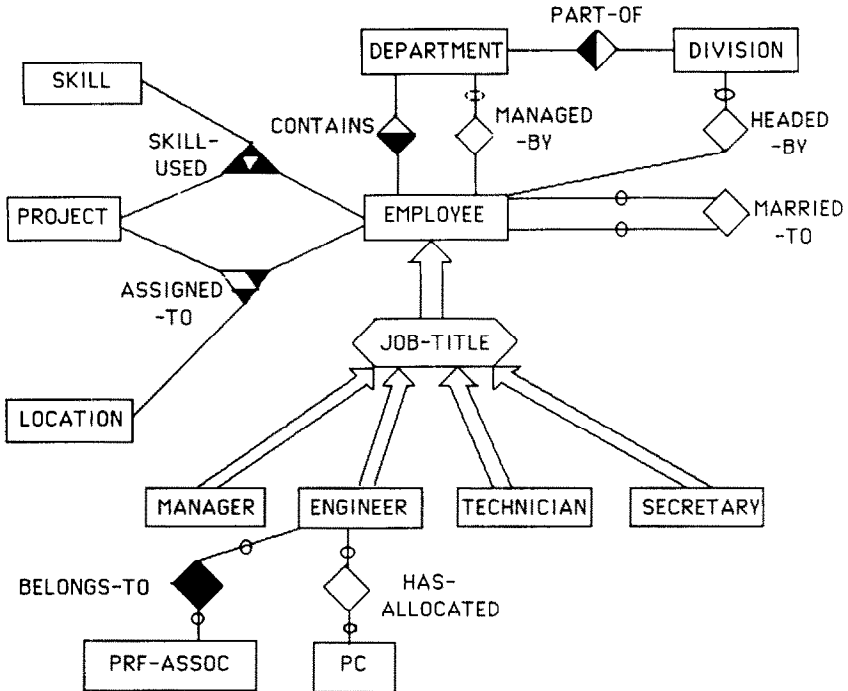 PART-OF
DEPARTMENT
DIVISION
SKILL
CONTAINS
MANAGED
-BY
HEADED
-BY
SKILL-
USED
PROJECT
EMPLOYEE
MARRIED
-TO
ASSIGNED
-TO
JOB-TITLE
LOCATION
MANAGER
ENGINEER
TECHNICIAN
SECRETARY
BELONGS-TO
HAS-
ALLOCATED
PRF-ASSOC
PC